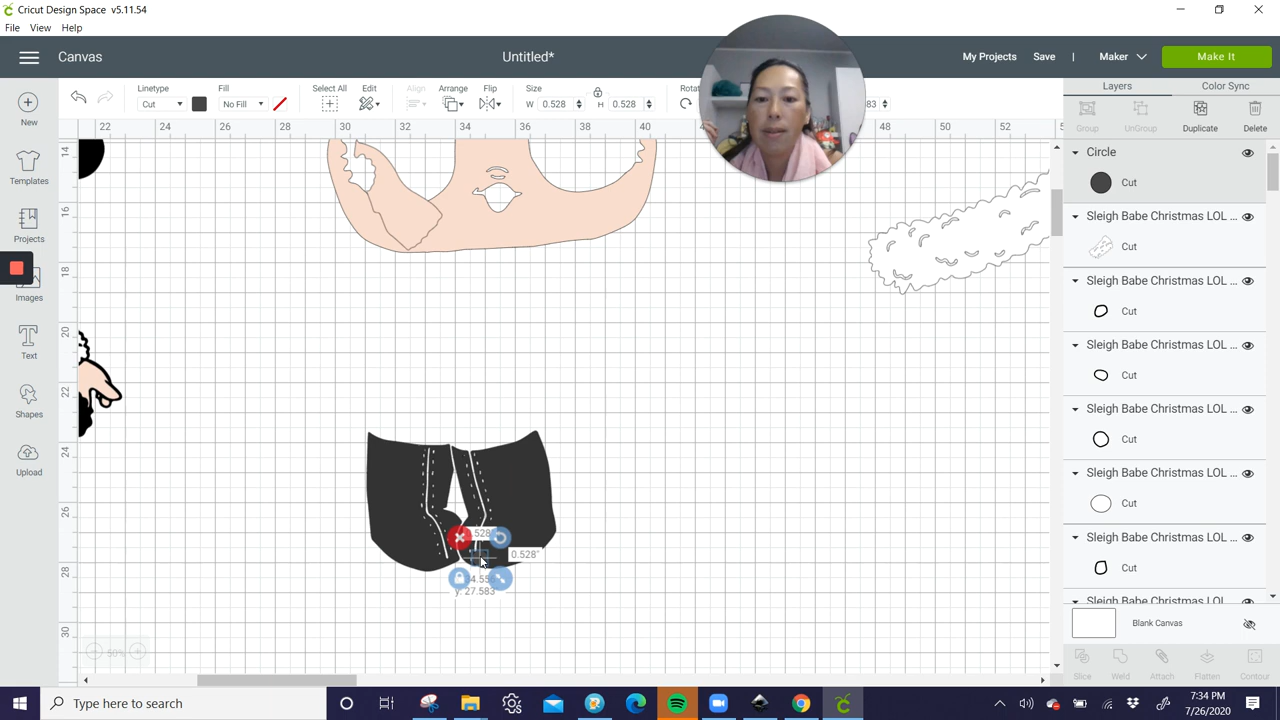 Cricut Design Space v5.11.54
File View Help
Canvas
Untitled*
My Projects Save | Maker Make It
Linetype Fill Select All Edit Align Arrange Flip Size
Cut No Fill W 0.528 H 0.528
Layers Color Sync
Group UnGroup Duplicate Delete
22 24 26 28 30 32 34 36 38 40 48 50 52
14
16
18
20
22
24
26
28
30
New
Templates
Projects
Images
Text
Shapes
Upload
Circle
Cut
Sleigh Babe Christmas LOL ...
Cut
Sleigh Babe Christmas LOL ...
Cut
Sleigh Babe Christmas LOL ...
Cut
Sleigh Babe Christmas LOL ...
Cut
Sleigh Babe Christmas LOL ...
Cut
Sleigh Babe Christmas LOL ...
Cut
0.528"
y: 27.583
50%
Blank Canvas
Slice Weld Attach Flatten Contour
Type here to search
7:34 PM
7/26/2020